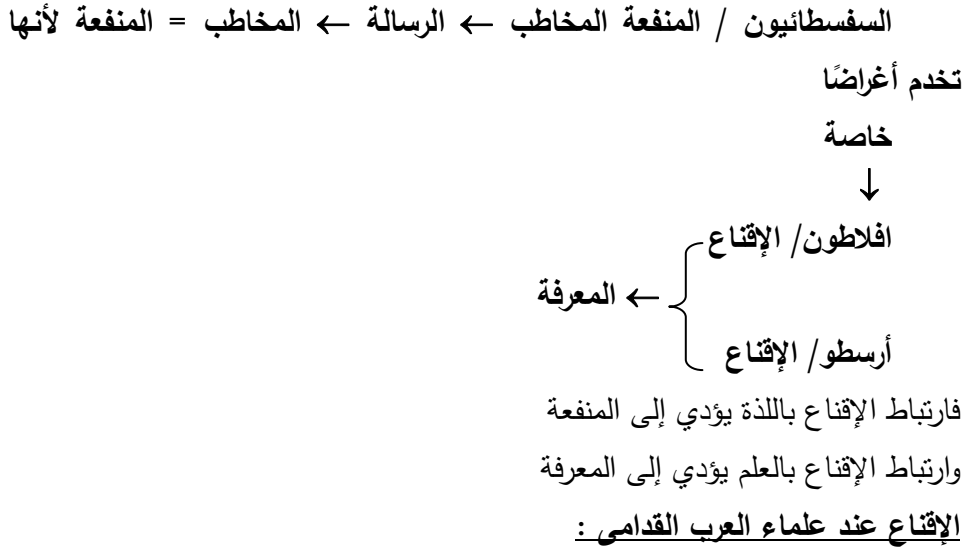 السفسطائيون / المنفعة المخاطب ← الرسالة ← المخاطب = المنفعة لأنها
تخدم أغراضًا
خاصة
↓
افلاطون/ الإقناع
← المعرفة
أرسطو/ الإقناع
فارتباط الإقناع باللذة يؤدي إلى المنفعة
وارتباط الإقناع بالعلم يؤدي إلى المعرفة
الإقناع عند علماء العرب القدامى :